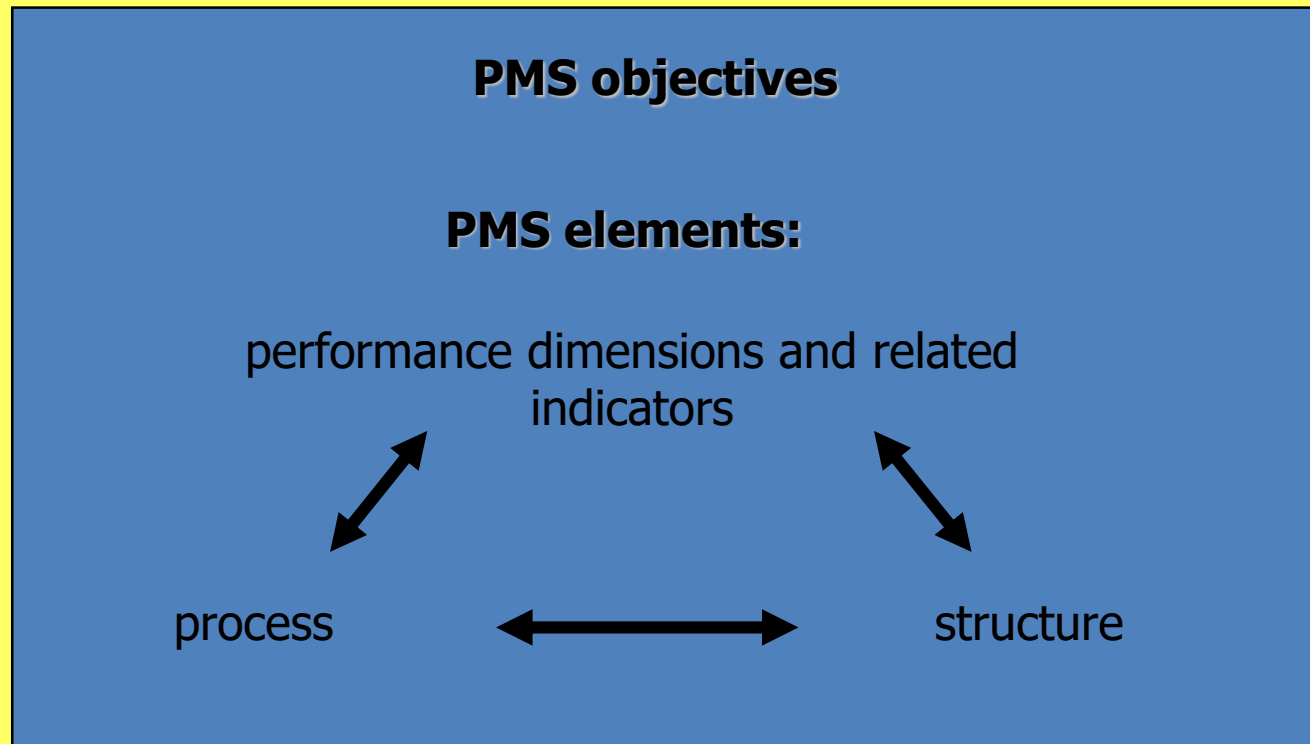 PMS objectives
PMS elements:
performance dimensions and related
indicators
process
structure